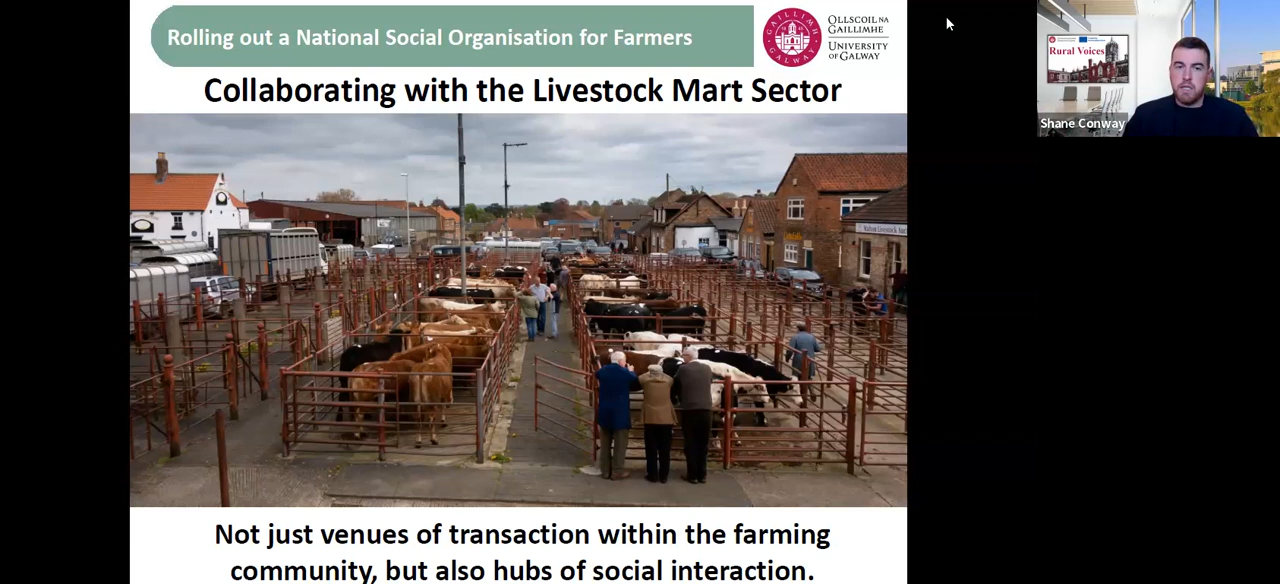 Rolling out a National Social Organisation for Farmers
OLLSCOIL NA
GAILLIMHE
UNIVERSITY
OF GALWAY
Collaborating with the Livestock Mart Sector
Rural Voices
Shane Conway
Not just venues of transaction within the farming
community, but also hubs of social interaction.